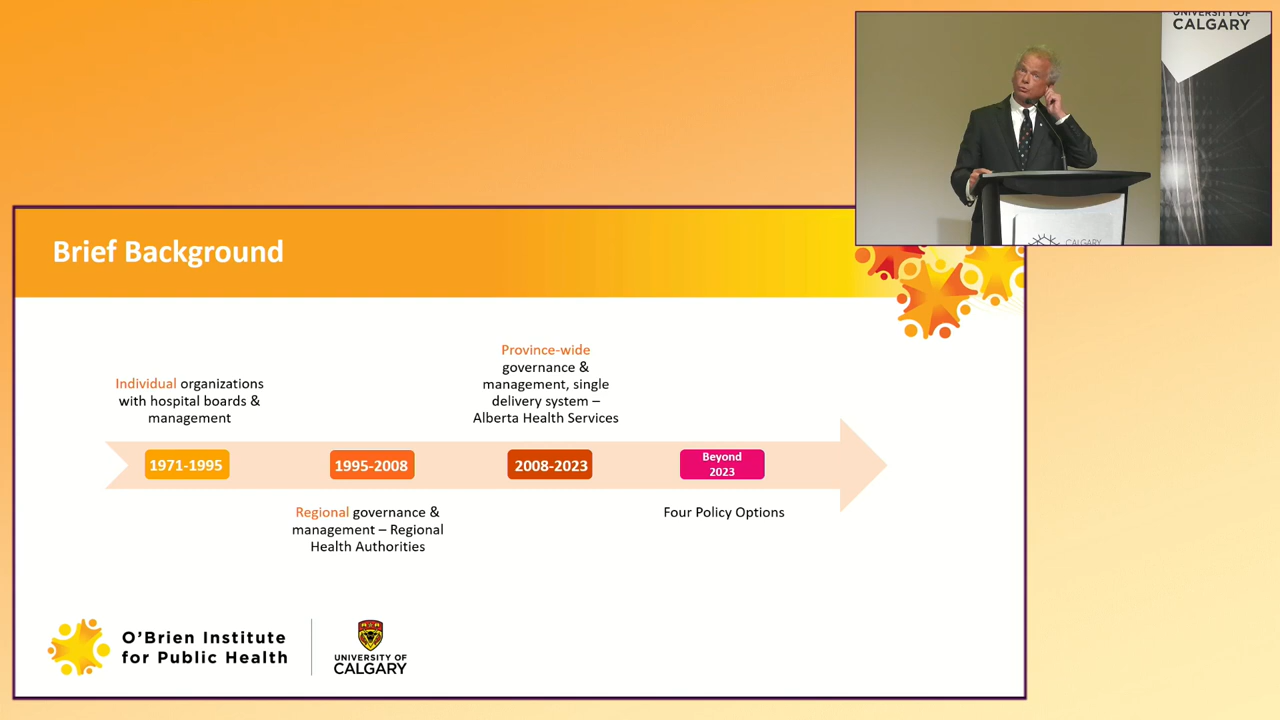 UNIVERSITY OF
CALGARY
CALGARY
Brief Background
Individual organizations
with hospital boards &
management
Province-wide
governance &
management, single
delivery system –
Alberta Health Services
1971-1995
1995-2008
2008-2023
Beyond
2023
Regional governance &
management – Regional
Health Authorities
Four Policy Options
O'Brien Institute
for Public Health
UNIVERSITY OF
CALGARY